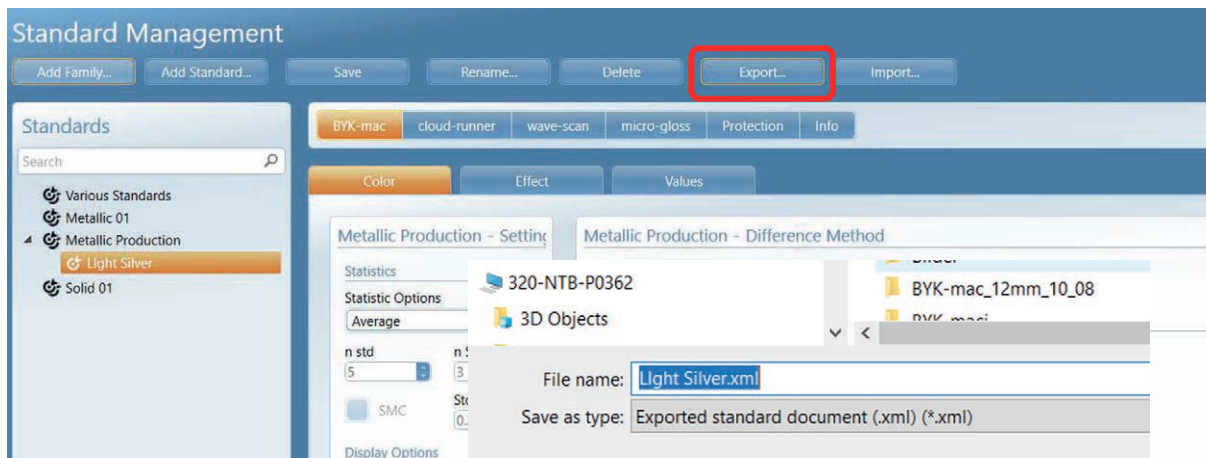 Standard Management
Add Family... Add Standard... Save Rename... Delete Export... Import...
Standards
Search
Various Standards
Metallic 01
Metallic Production
LIght Silver
Solid 01
BYK-mac cloud-runner wave-scan micro-gloss Protection Info
Color Effect Values
Metallic Production - Setting
Metallic Production - Difference Method
Statistics
Statistic Options
Average
n std
5
3
SMC
Display Options
320-NTB-P0362
3D Objects
BYK-mac_12mm_10_08
File name: LIght Silver.xml
Save as type: Exported standard document (.xml) (*.xml)